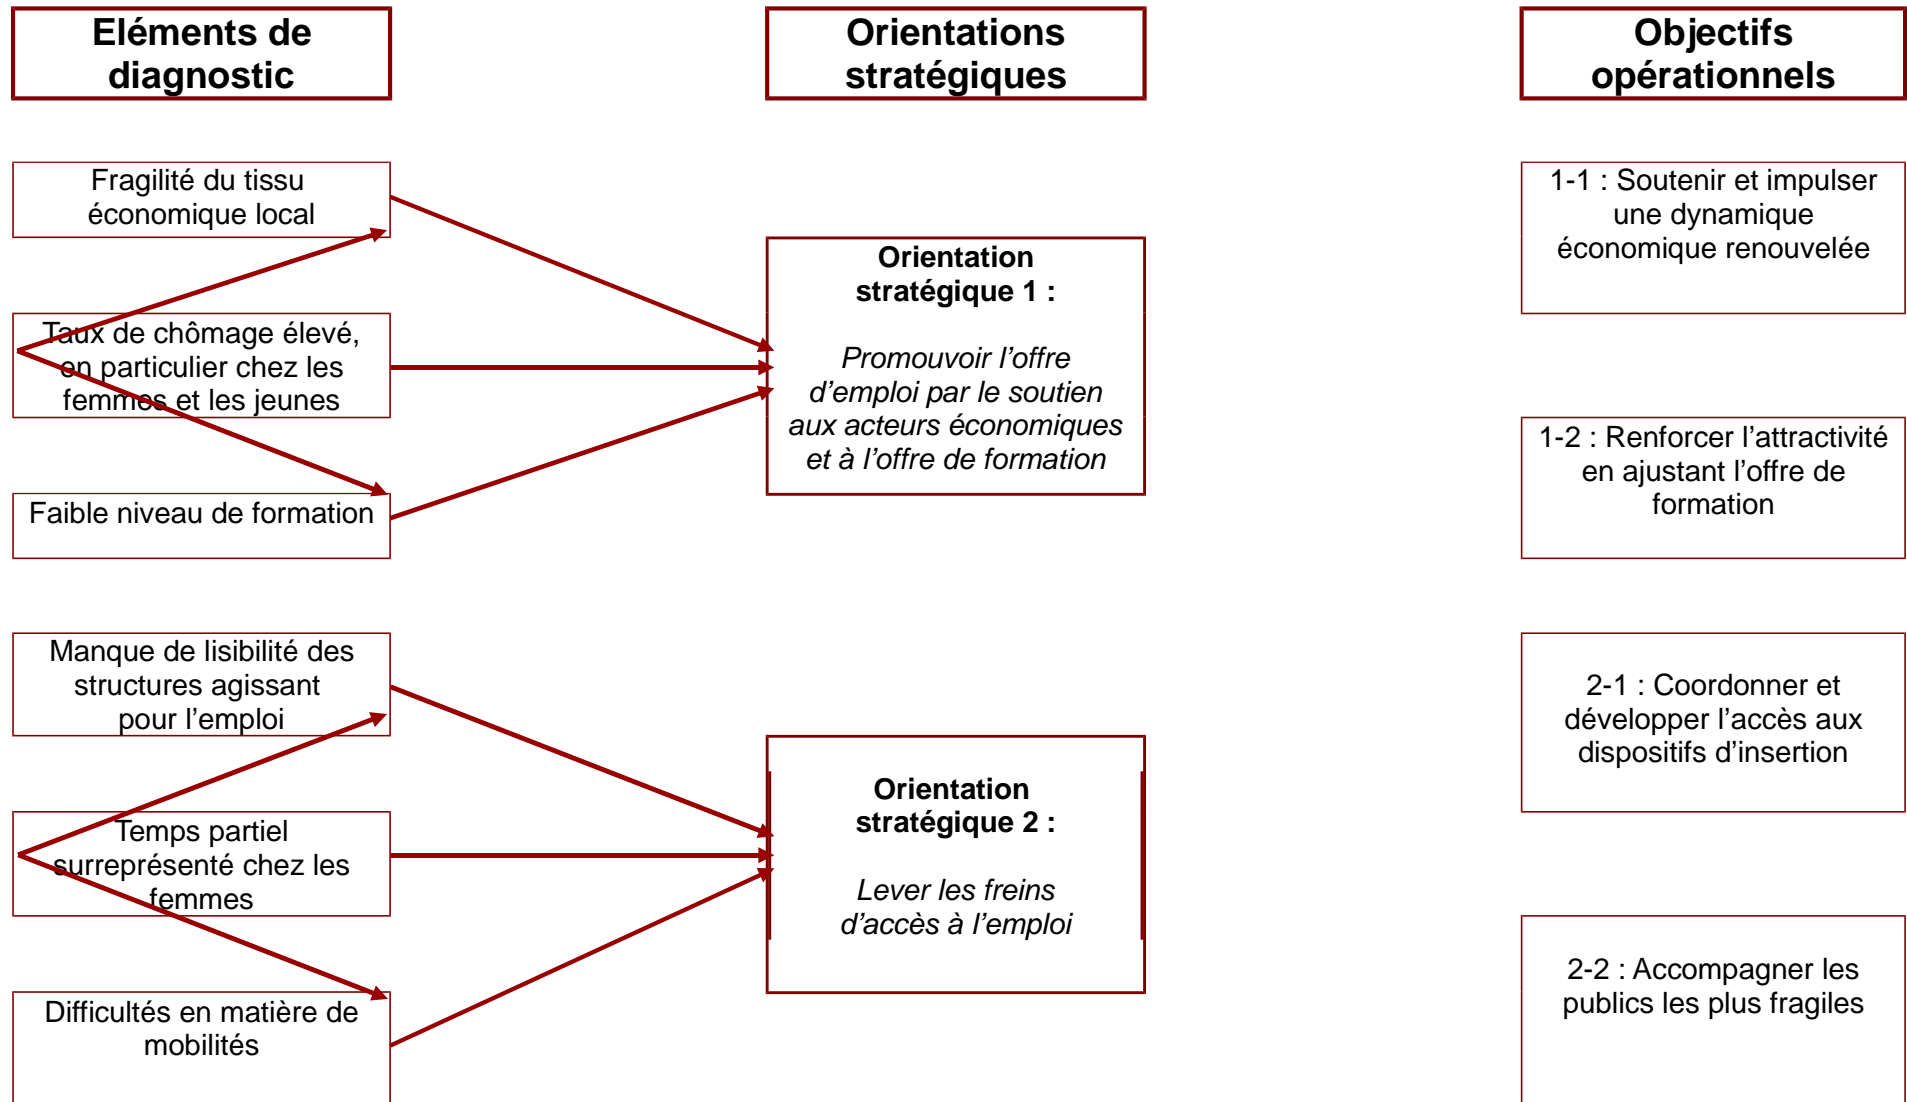 Eléments de
diagnostic
Orientations
stratégiques
Objectifs
opérationnels
Fragilité du tissu
économique local
Taux de chômage élevé,
en particulier chez les
femmes et les jeunes
Faible niveau de formation
Orientation
stratégique 1 :
Promouvoir l’offre
d’emploi par le soutien
aux acteurs économiques
et à l’offre de formation
1-1 : Soutenir et impulser
une dynamique
économique renouvelée
1-2 : Renforcer l’attractivité
en ajustant l’offre de
formation
Manque de lisibilité des
structures agissant
pour l’emploi
Temps partiel
surreprésenté chez les
femmes
Difficultés en matière de
mobilités
Orientation
stratégique 2 :
Lever les freins
d’accès à l’emploi
2-1 : Coordonner et
développer l’accès aux
dispositifs d’insertion
2-2 : Accompagner les
publics les plus fragiles